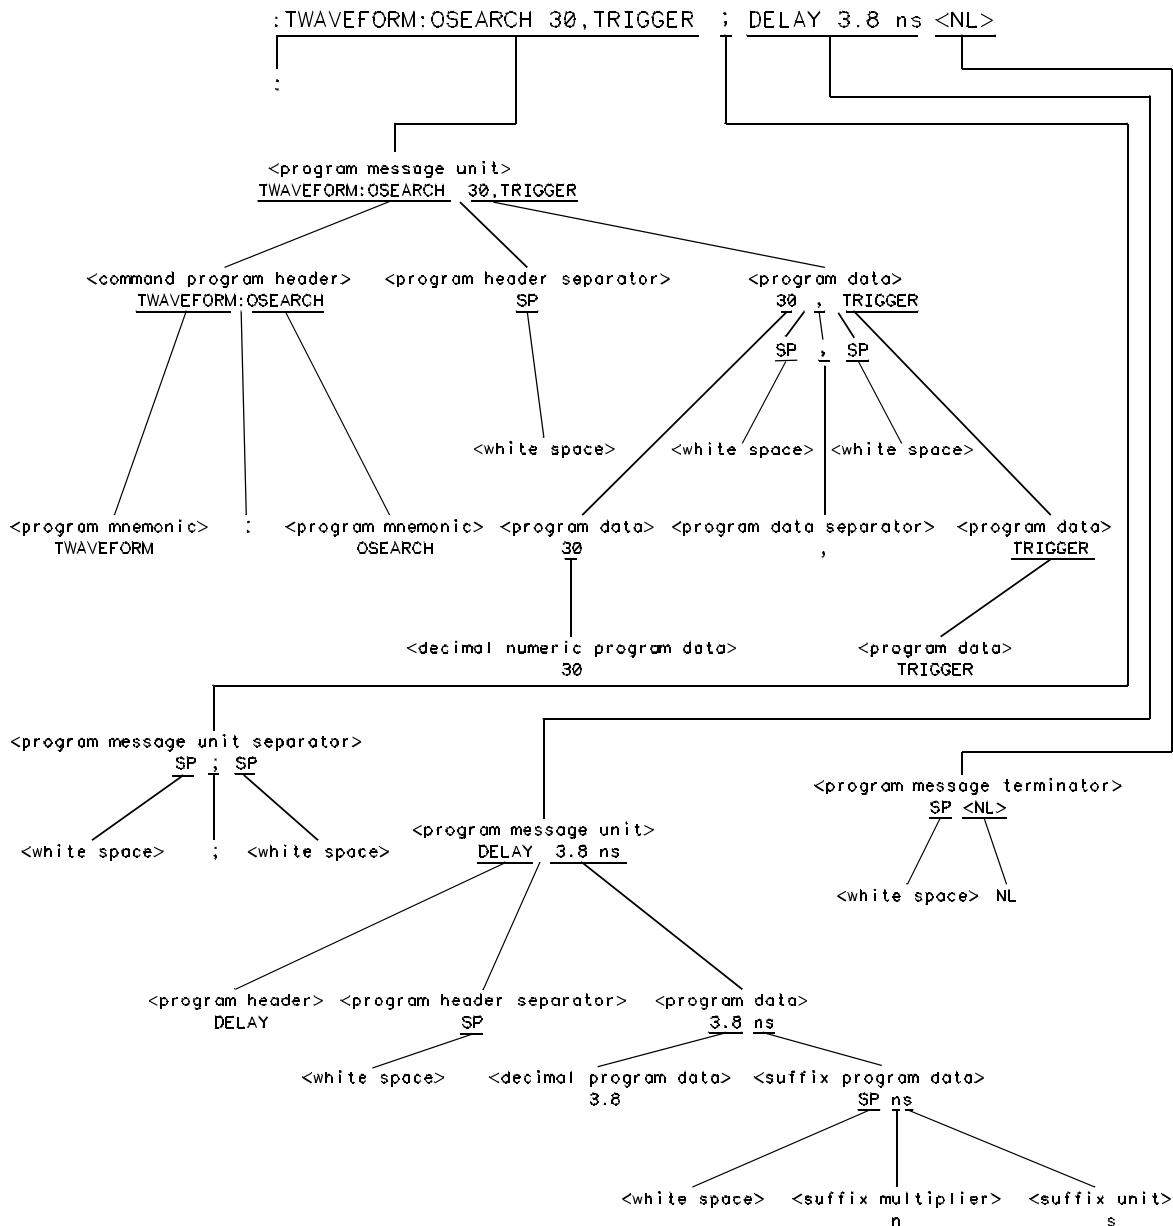 :TWAVEFORM:OSEARCH 30,TRIGGER ; DELAY 3.8 ns <NL>
:
<program message unit>
TWAVEFORM:OSEARCH 30,TRIGGER
<command program header> <program header separator> <program data>
TWAVEFORM:OSEARCH SP 30 , TRIGGER
SP , SP
<white space> <white space> <white space>
<program mnemonic> : <program mnemonic> <program data> <program data separator> <program data>
TWAVEFORM OSEARCH 30 , TRIGGER
<decimal numeric program data> <program data>
30 TRIGGER
<program message unit separator>
SP ; SP
<program message terminator>
SP <NL>
<program message unit>
<white space> ; <white space> DELAY 3.8 ns
<white space> NL
<program header> <program header separator> <program data>
DELAY SP 3.8 ns
<white space> <decimal program data> <suffix program data>
3.8 SP ns
<white space> <suffix multiplier> <suffix unit>
n s